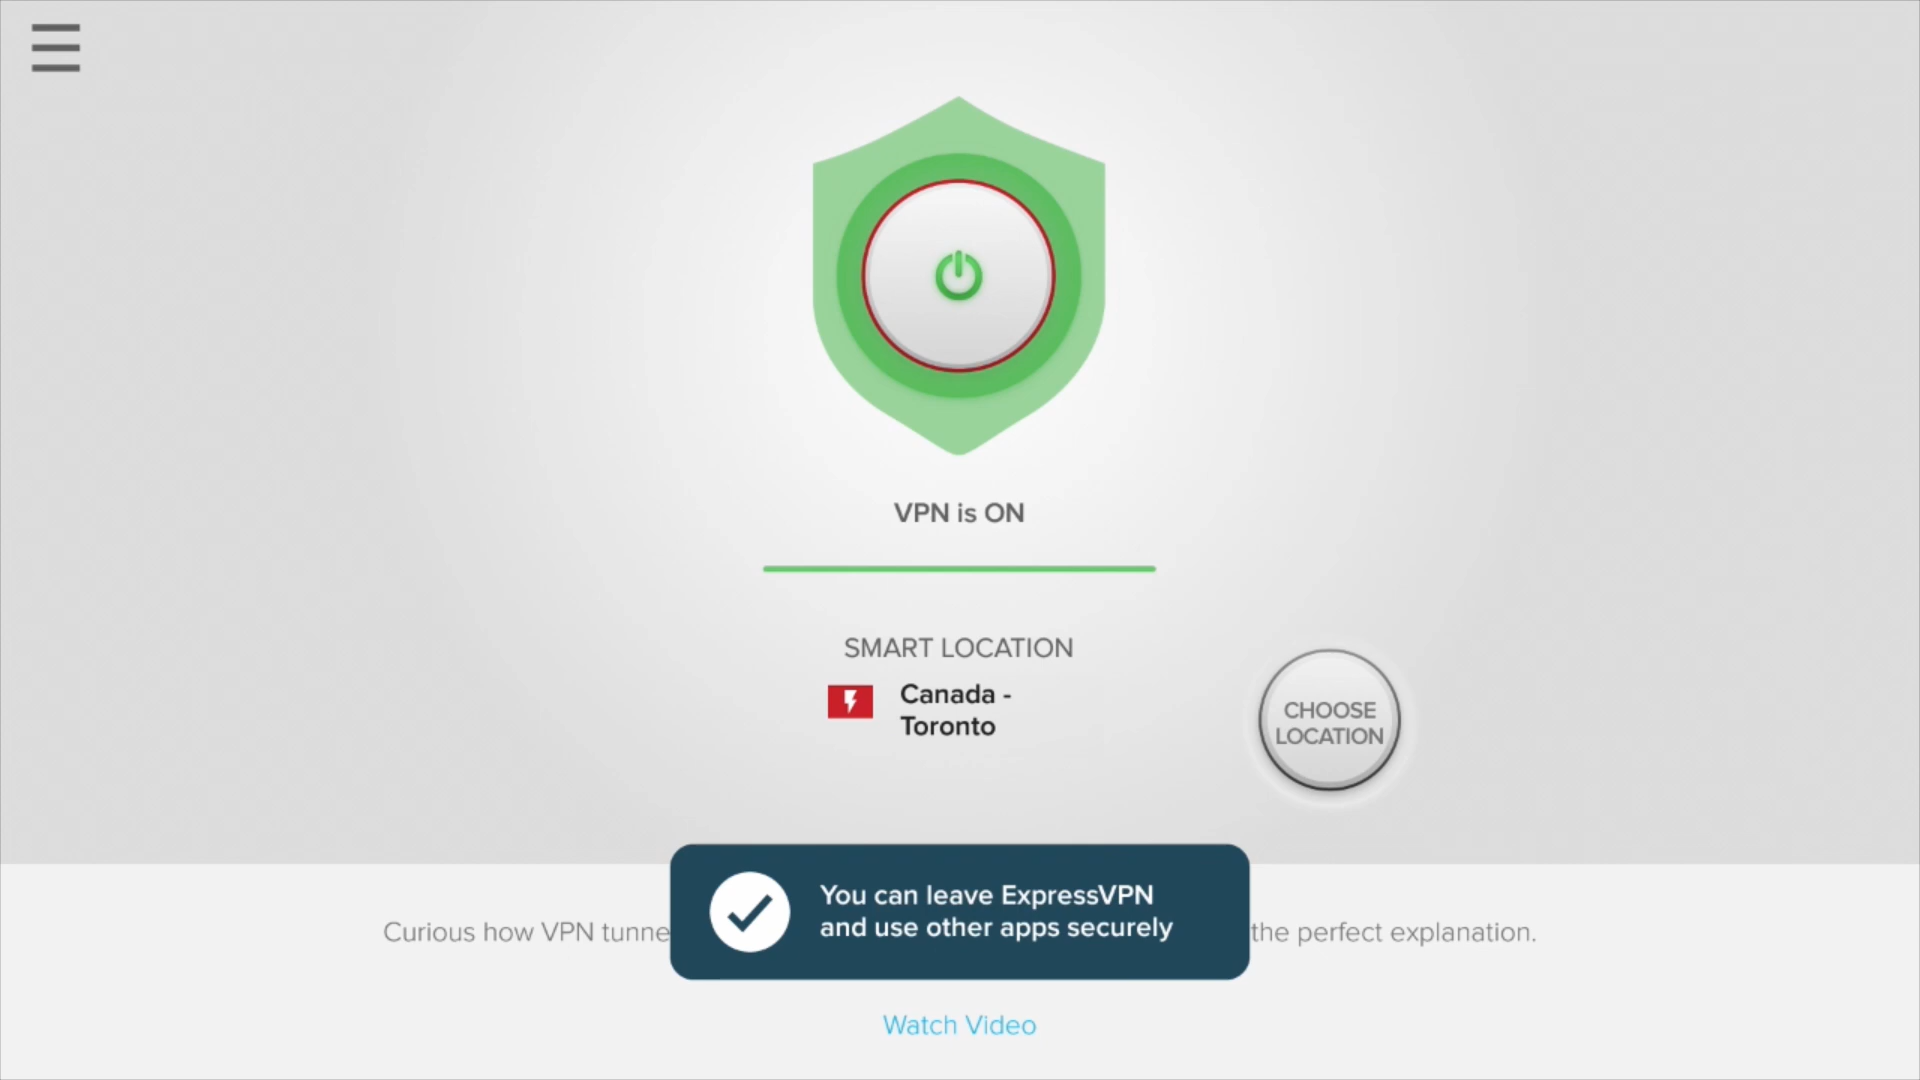 VPN is ON
SMART LOCATION
Canada -
Toronto
CHOOSE
LOCATION
You can leave ExpressVPN
and use other apps securely
Curious how VPN tunne
the perfect explanation.
Watch Video